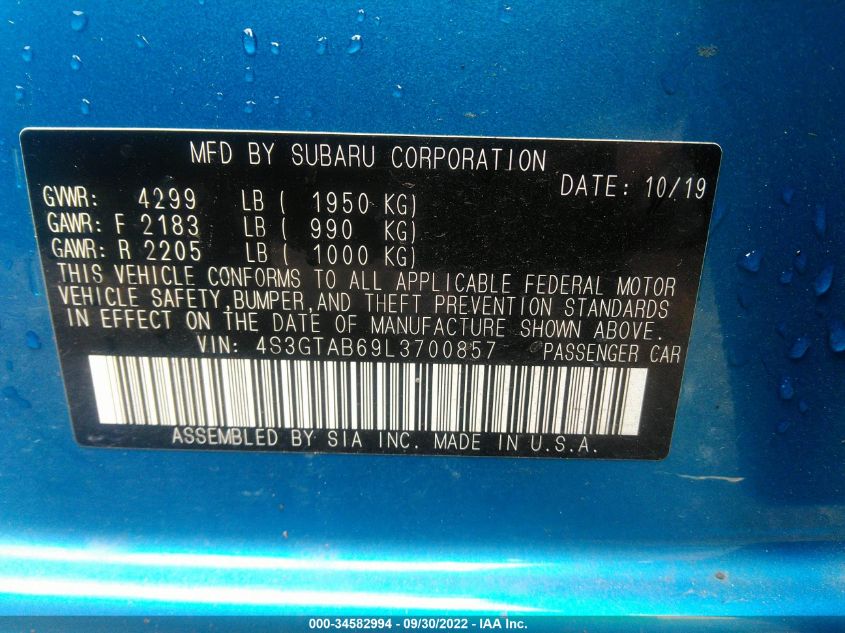 MFD BY SUBARU CORPORATION
DATE: 10/19
GVWR: 4299 LB ( 1950 KG)
GAWR: F 2183 LB ( 990 KG)
GAWR: R 2205 LB ( 1000 KG)
THIS VEHICLE CONFORMS TO ALL APPLICABLE FEDERAL MOTOR
VEHICLE SAFETY,BUMPER,AND THEFT PREVENTION STANDARDS
IN EFFECT ON THE DATE OF MANUFACTURE SHOWN ABOVE.
VIN: 4S3GTAB69L3700857 PASSENGER CAR
ASSEMBLED BY SIA INC. MADE IN U.S.A.
000-34582994 - 09/30/2022 - IAA Inc.